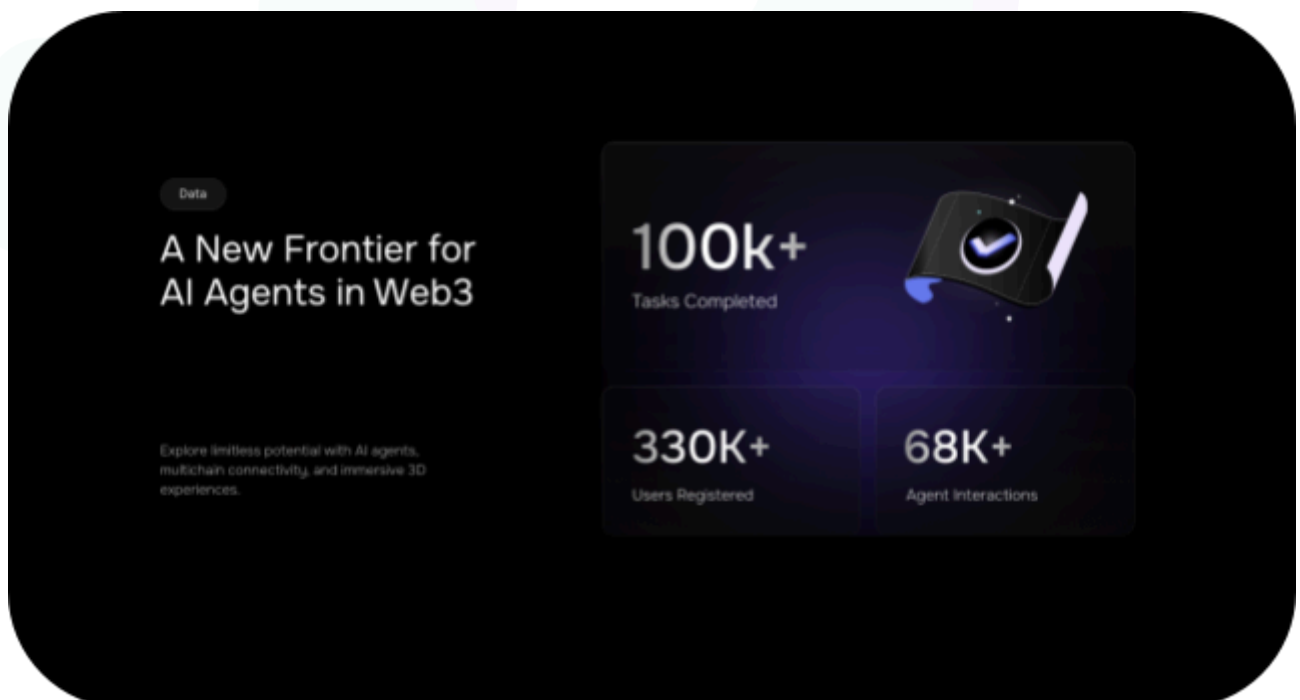 Data
A New Frontier for
AI Agents in Web3
Explore limitless potential with AI agents,
multichain connectivity, and immersive 3D
experiences.
100k+
Tasks Completed
330K+
Users Registered
68K+
Agent Interactions